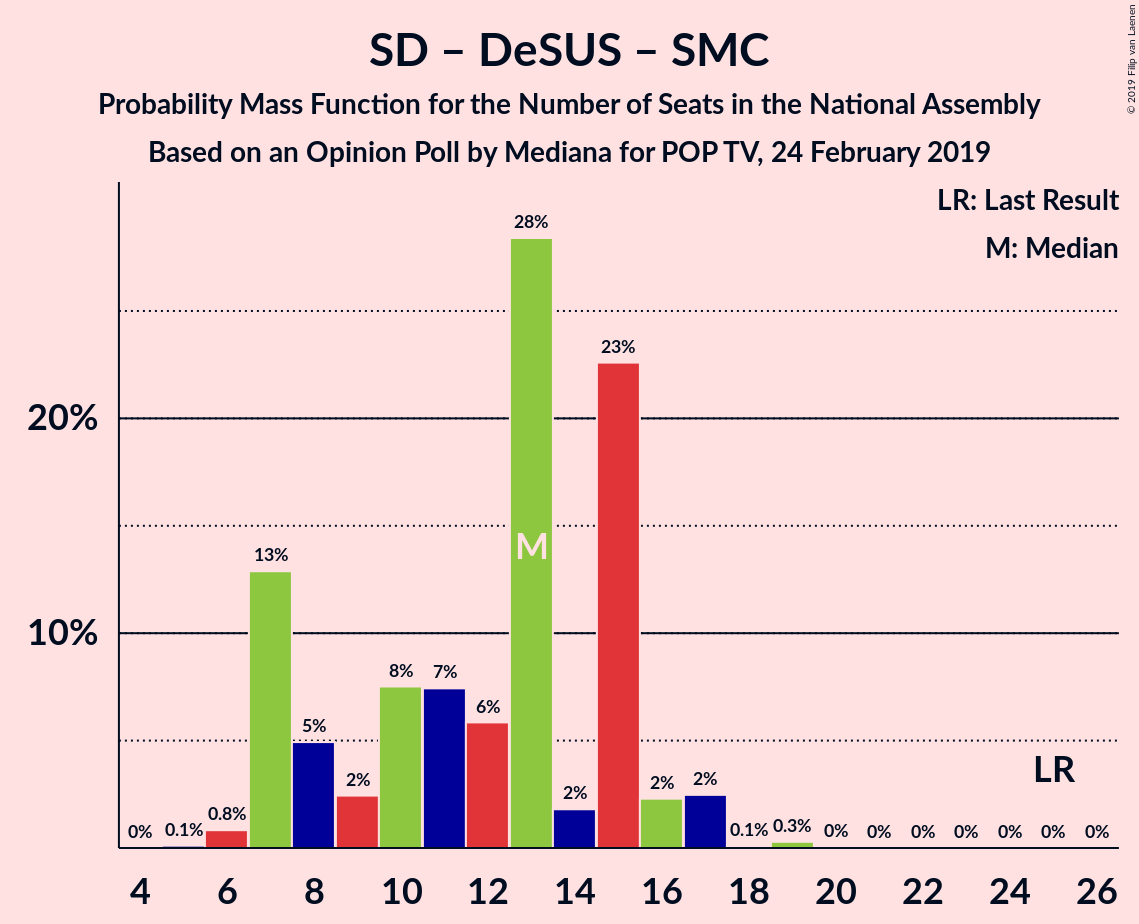 SD – DeSUS – SMC
Probability Mass Function for the Number of Seats in the National Assembly
Based on an Opinion Poll by Mediana for POP TV, 24 February 2019
© 2019 Filip van Laenen
LR: Last Result
M: Median
28%
23%
20%
13%
M
10%
8%
7%
6%
5%
2%
2%
2%
2%
LR
0.8%
0%
0.1%
0.1%
0.3%
0%
0%
0%
0%
0%
0%
0%
4 6 8 10 12 14 16 18 20 22 24 26